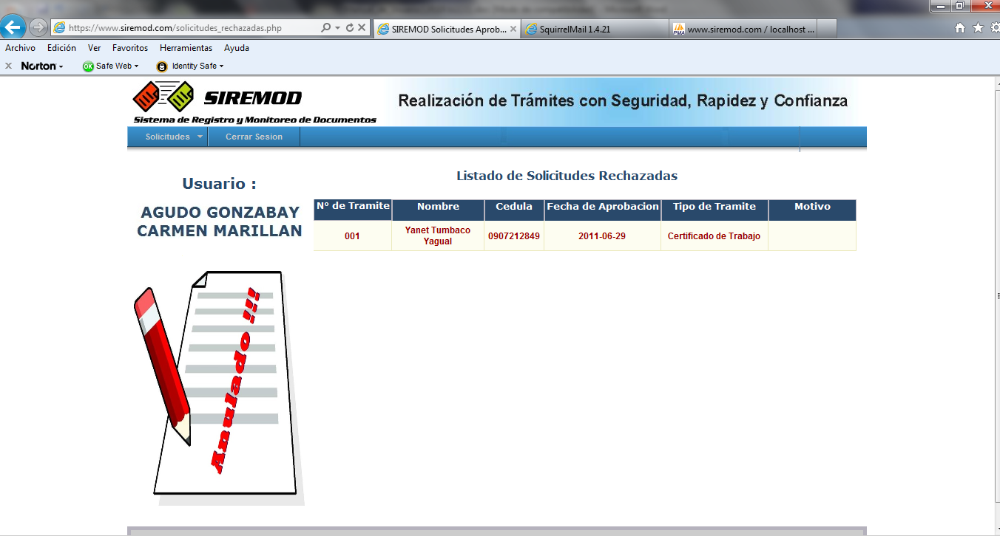 https://www.siremod.com/solicitudes_rechazadas.php
SIREMOD Solicitudes Aprob...
SquirrelMail 1.4.21
www.siremod.com / localhost ...
Archivo Edición Ver Favoritos Herramientas Ayuda
x Norton OK Safe Web Identity Safe
SIREMOD
Sistema de Registro y Monitoreo de Documentos
Realización de Trámites con Seguridad, Rapidez y Confianza
Solicitudes Cerrar Sesion
Usuario :
AGUDO GONZABAY
CARMEN MARILLAN
Listado de Solicitudes Rechazadas
Nº de Tramite Nombre Cedula Fecha de Aprobacion Tipo de Tramite Motivo
001 Yanet Tumbaco Yagual 0907212849 2011-06-29 Certificado de Trabajo
Anulado !!!